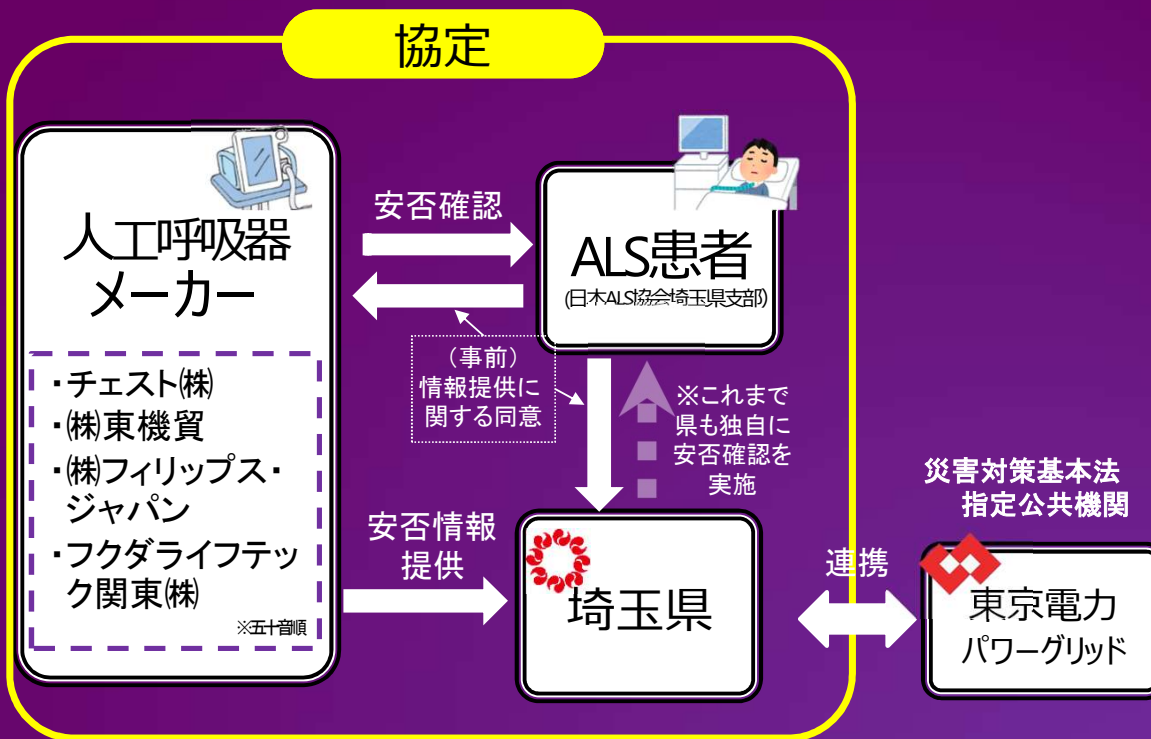 協定
人工呼吸器
メーカー
・チェスト㈱
・㈱東機貿
・㈱フィリップス・
ジャパン
・フクダライフテッ
ク関東㈱
※五十音順
安否確認
ALS患者
(日本ALS協会埼玉県支部)
（事前）
情報提供に
関する同意
※これまで
県も独自に
安否確認を
実施
安否情報
提供
埼玉県
連携
災害対策基本法
指定公共機関
東京電力
パワーグリッド